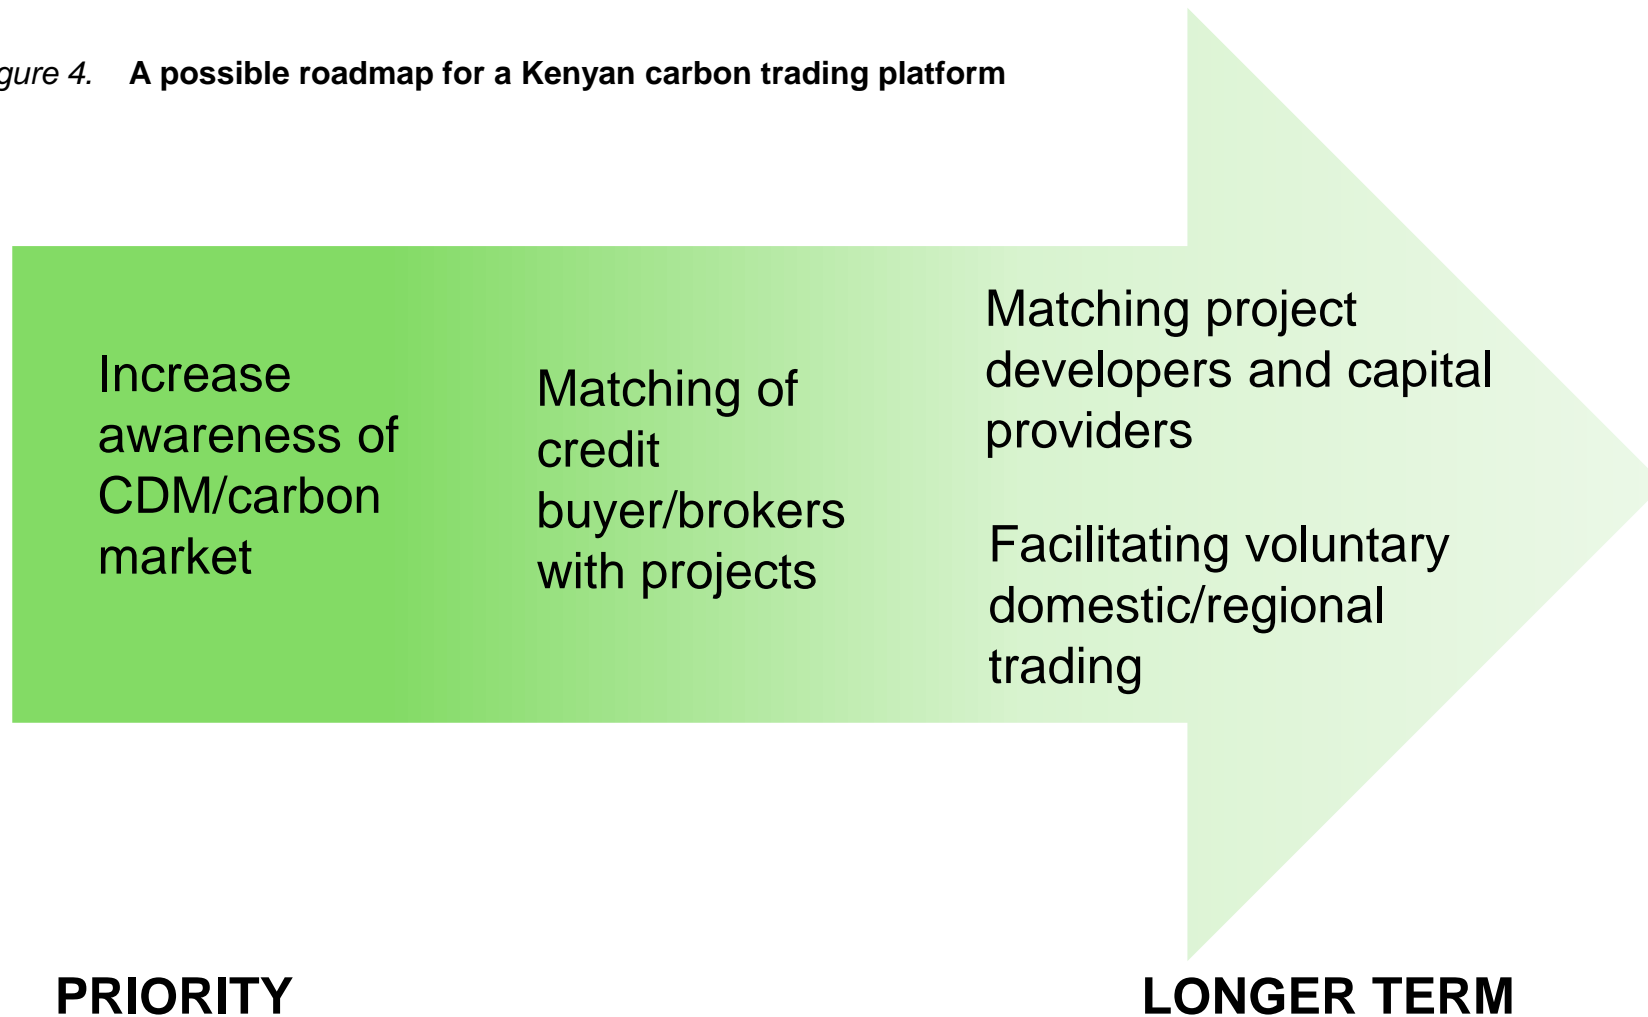 gure 4. A possible roadmap for a Kenyan carbon trading platform
Increase
awareness of
CDM/carbon
market
Matching of
credit
buyer/brokers
with projects
Matching project
developers and capital
providers
Facilitating voluntary
domestic/regional
trading
PRIORITY
LONGER TERM